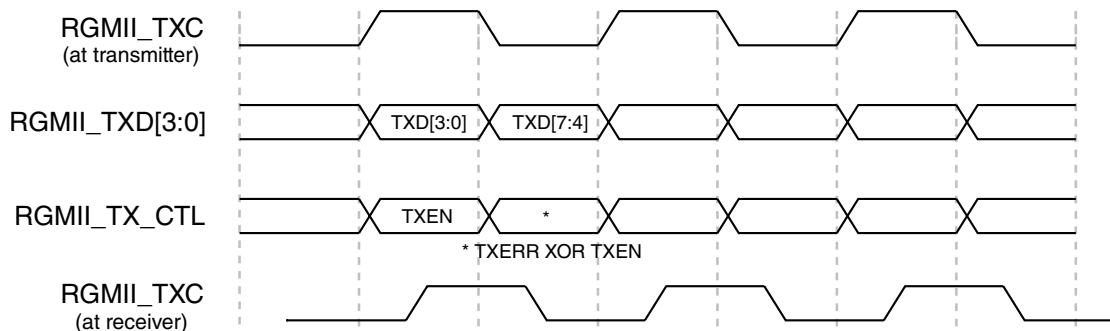 RGMII_TXC
(at transmitter)
RGMII_TXD[3:0]
TXD[3:0]
TXD[7:4]
RGMII_TX_CTL
TXEN
*
* TXERR XOR TXEN
RGMII_TXC
(at receiver)